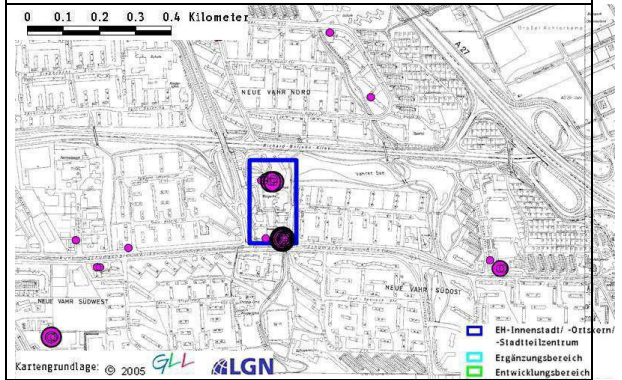 0 0.1 0.2 0.3 0.4 Kilometer
A 27
NEUE VAHR NORD
Richard-Boljahn-Allee
Vahrer See
NEUE VAHR SÜDOST
NEUE VAHR SÜDWEST
EH-Innenstadt/ -Ortskern/
-Stadtteilzentrum
Ergänzungsbereich
Entwicklungsbereich
Kartengrundlage: © 2005 GLL LGN